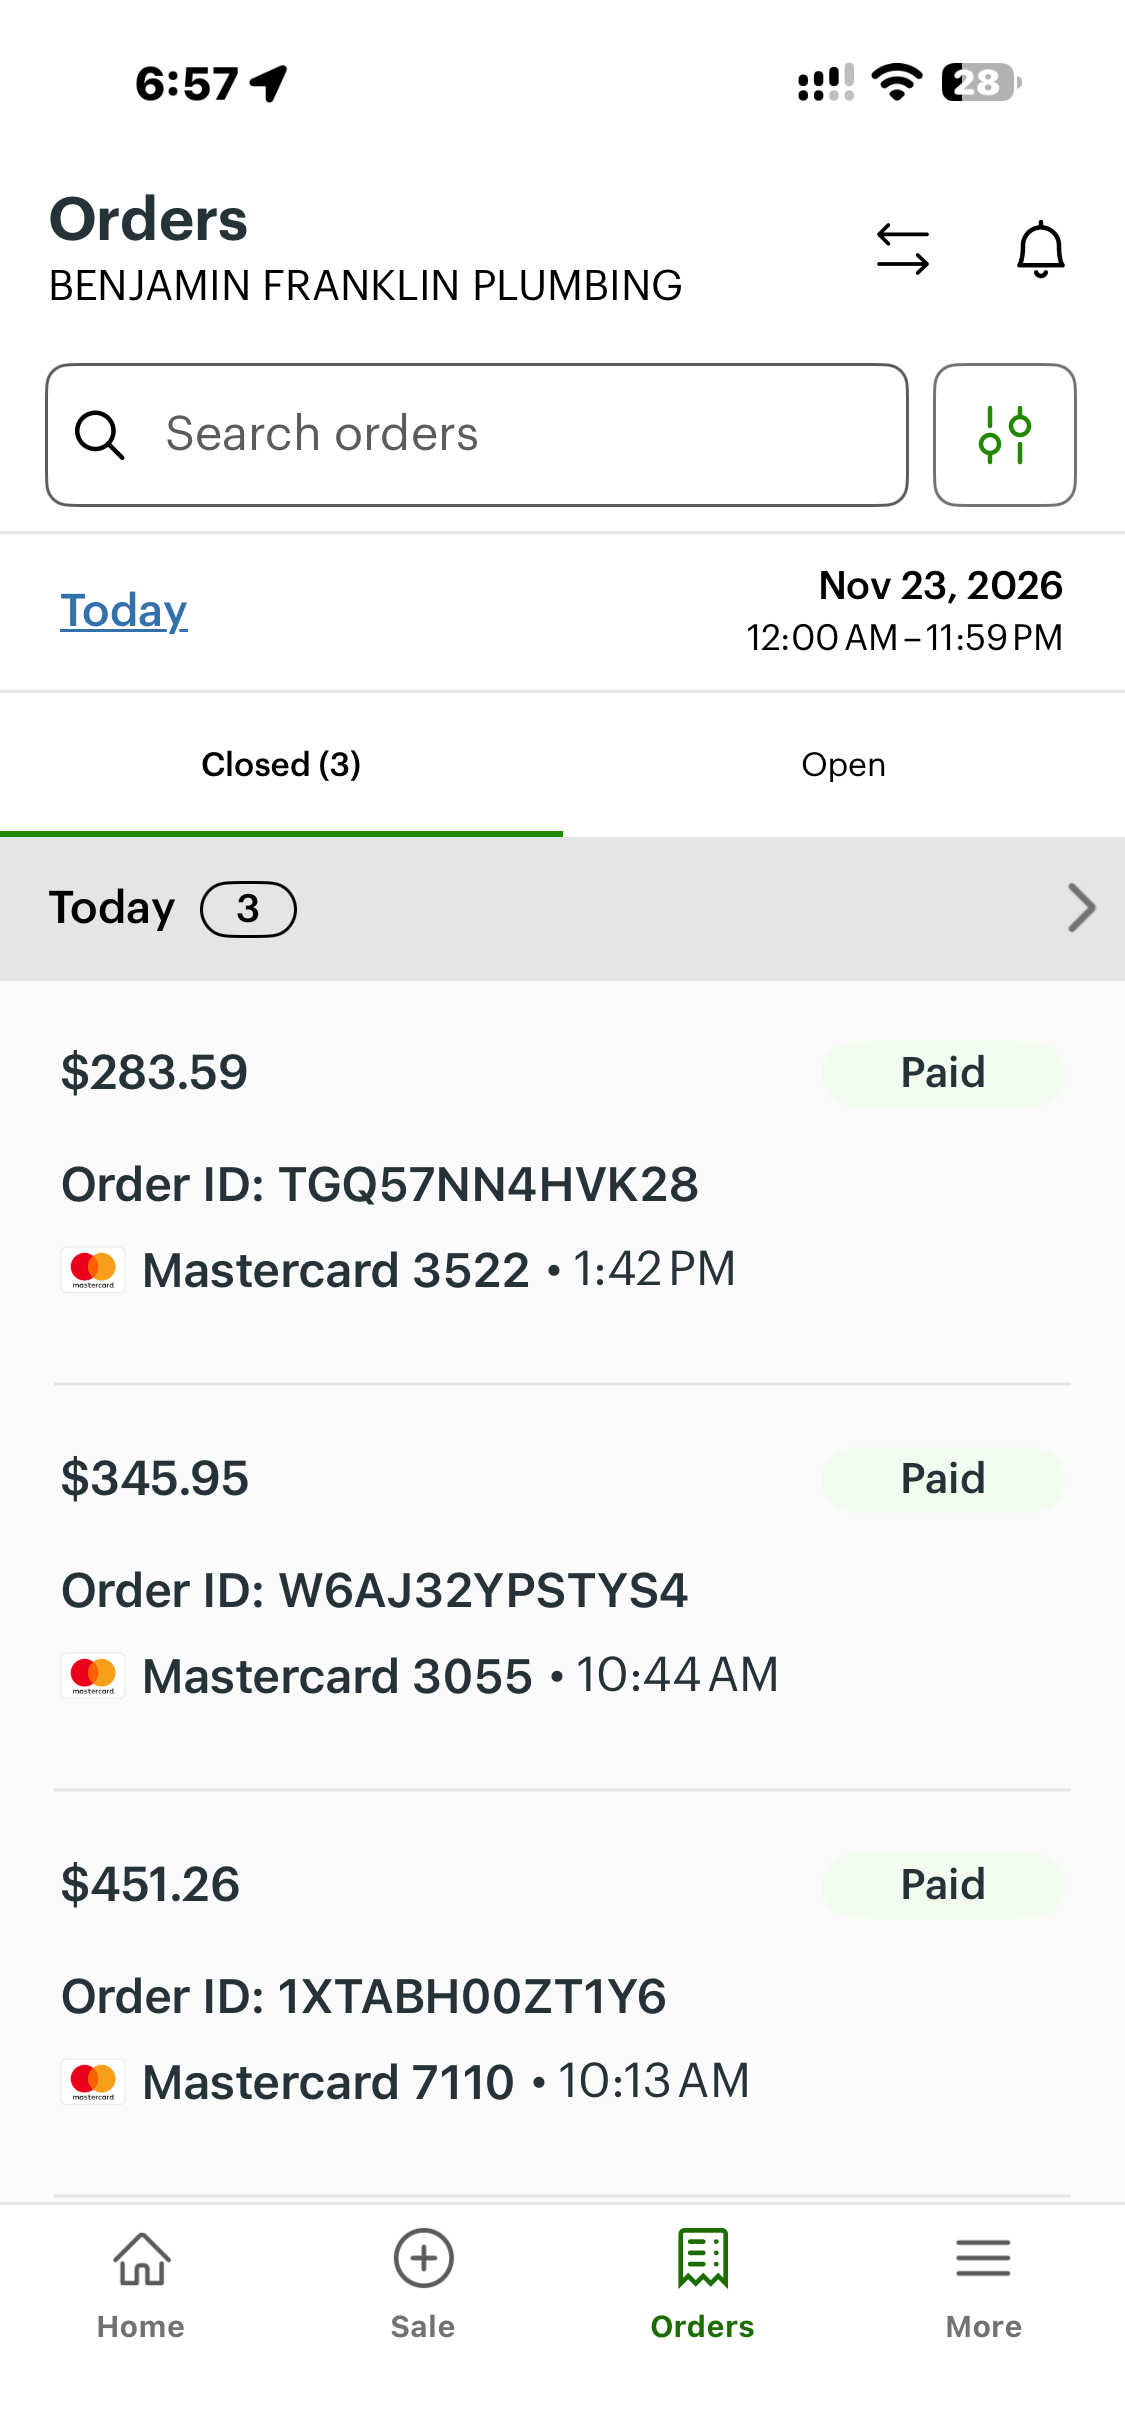 6:57
28
Orders
BENJAMIN FRANKLIN PLUMBING
Search orders
Today
Nov 23, 2026
12:00 AM – 11:59 PM
Closed (3)
Open
Today 3
$283.59
Paid
Order ID: TGQ57NN4HVK28
mastercard. Mastercard 3522 • 1:42 PM
$345.95
Paid
Order ID: W6AJ32YPSTYS4
mastercard. Mastercard 3055 • 10:44 AM
$451.26
Paid
Order ID: 1XTABH00ZT1Y6
mastercard. Mastercard 7110 • 10:13 AM
Home
Sale
Orders
More